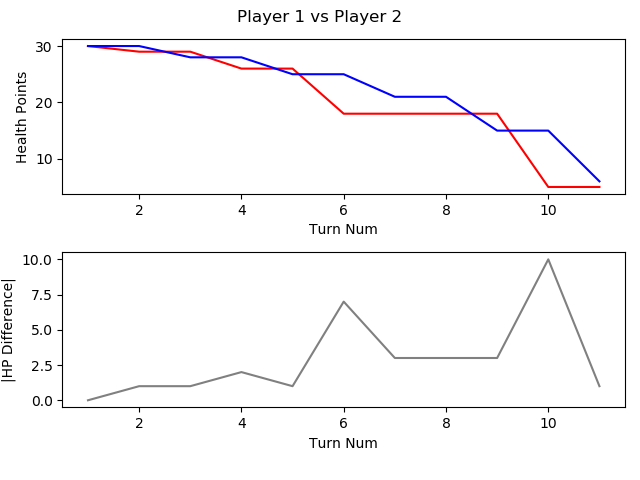 Player 1 vs Player 2
30
20
10
Health Points
2 4 6 8 10
Turn Num
10.0
7.5
5.0
2.5
0.0
|HP Difference|
2 4 6 8 10
Turn Num